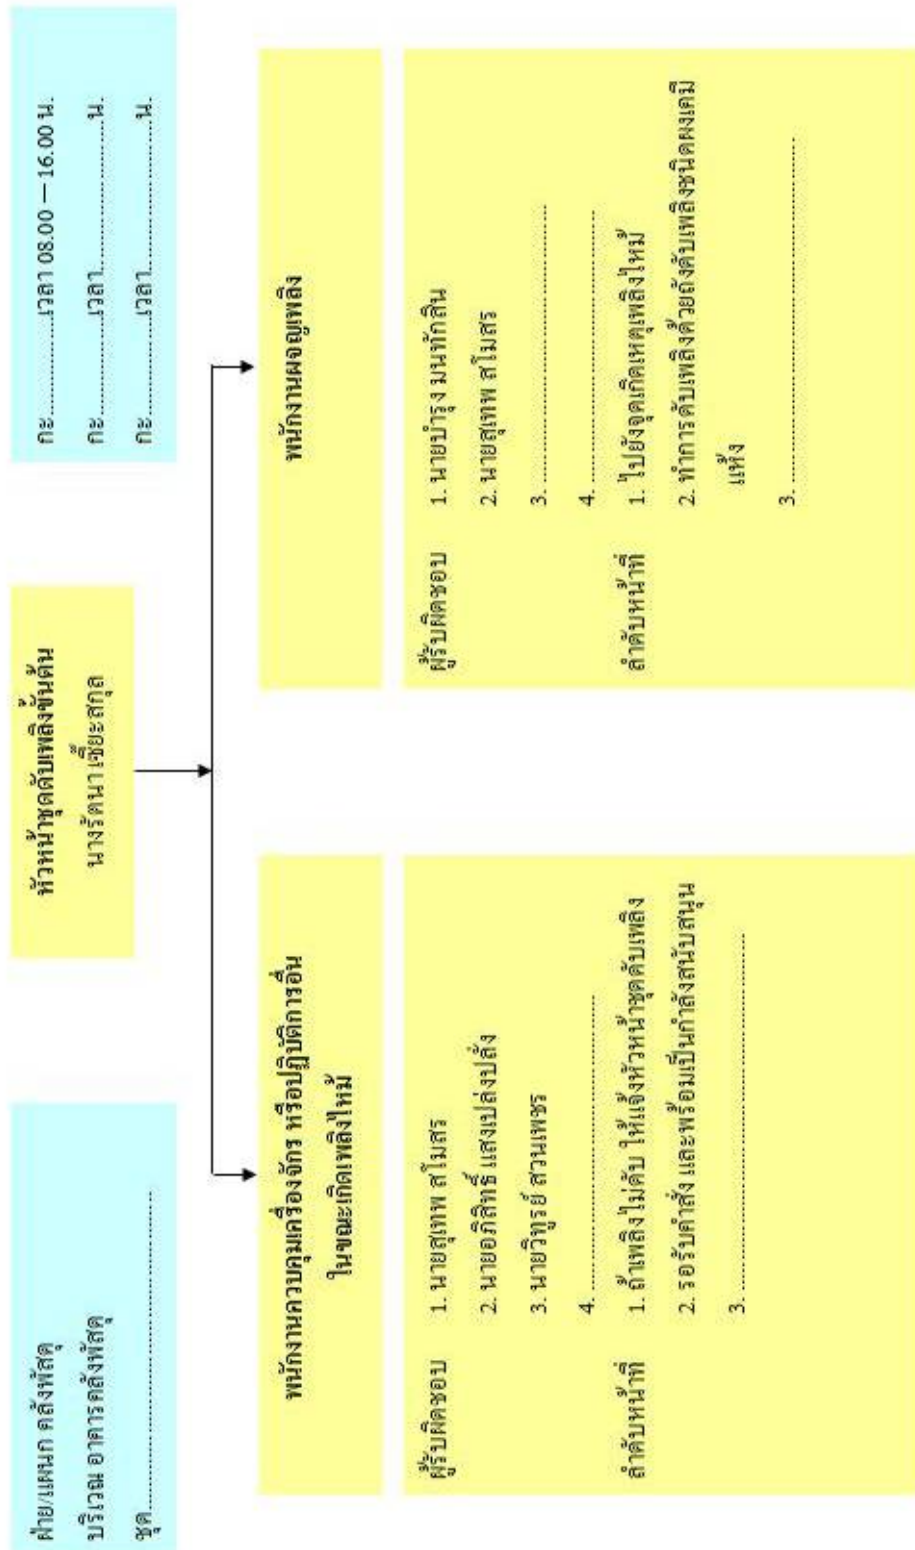 ฝ่าย/แผนก คลังพัสดุ
บริเวณ อาคารคลังพัสดุ
ชุด............................................................
หัวหน้าชุดดับเพลิงขั้นต้น
นางรัตนา เซี๊ยะสกุล
กะ.............เวลา 08.00 – 16.00 น.
กะ.............เวลา..........................น.
กะ.............เวลา..........................น.
พนักงานควบคุมเครื่องจักร หรือปฏิบัติการอื่น
ในขณะเกิดเพลิงไหม้
ผู้รับผิดชอบ 1. นายสุเทพ สโมสร
2. นายอภิสิทธิ์ แสงเปล่งปลั่ง
3. นายวิทูรย์ สวนเพชร
4. ............................................................
ลำดับหน้าที่ 1. ถ้าเพลิงไม่ดับ ให้แจ้งหัวหน้าชุดดับเพลิง
2. รอรับคำสั่ง และพร้อมเป็นกำลังสนับสนุน
3. ............................................................
พนักงานผจญเพลิง
ผู้รับผิดชอบ 1. นายบำรุง มนทักสิน
2. นายสุเทพ สโมสร
3. ............................................................
4. ............................................................
ลำดับหน้าที่ 1. ไปยังจุดเกิดเหตุเพลิงไหม้
2. ทำการดับเพลิงด้วยถังดับเพลิงชนิดผงเคมี
แห้ง
3. ............................................................